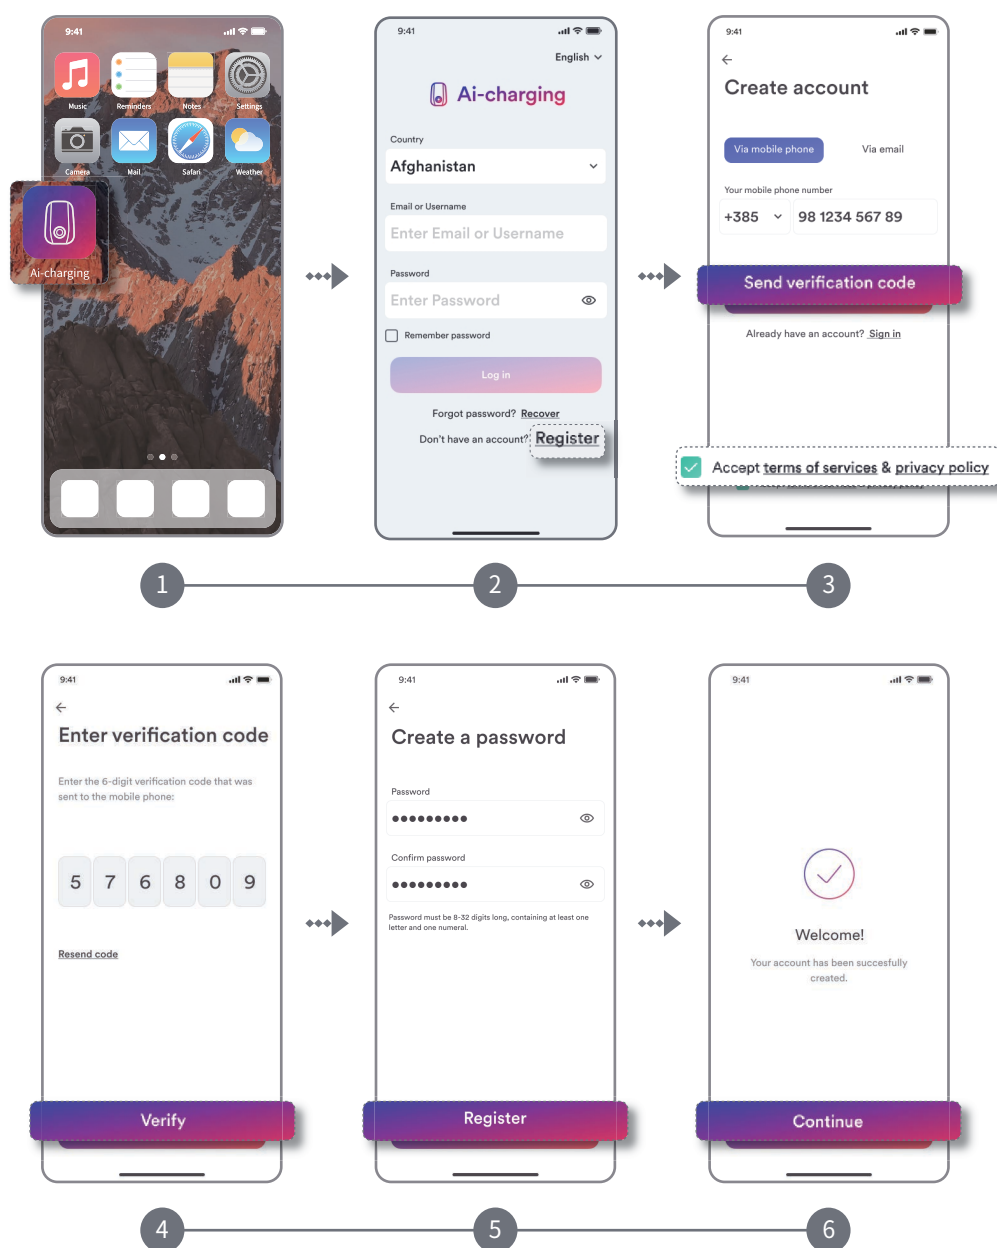 9:41
Music
Reminders
Notes
Settings
Camera
Mail
Safari
Weather
Ai-charging
9:41
English
Ai-charging
Country
Afghanistan
Email or Username
Enter Email or Username
Password
Enter Password
Remember password
Log in
Forgot password? Recover
Don't have an account? Register
9:41
Create account
Via mobile phone
Via email
Your mobile phone number
+385
98 1234 567 89
Send verification code
Already have an account? Sign in
Accept terms of services & privacy policy
1
2
3
9:41
Enter verification code
Enter the 6-digit verification code that was
sent to the mobile phone:
5 7 6 8 0 9
Resend code
Verify
9:41
Create a password
Password
Confirm password
Password must be 8-32 digits long, containing at least one
letter and one numeral.
Register
9:41
Welcome!
Your account has been succesfully
created.
Continue
4
5
6